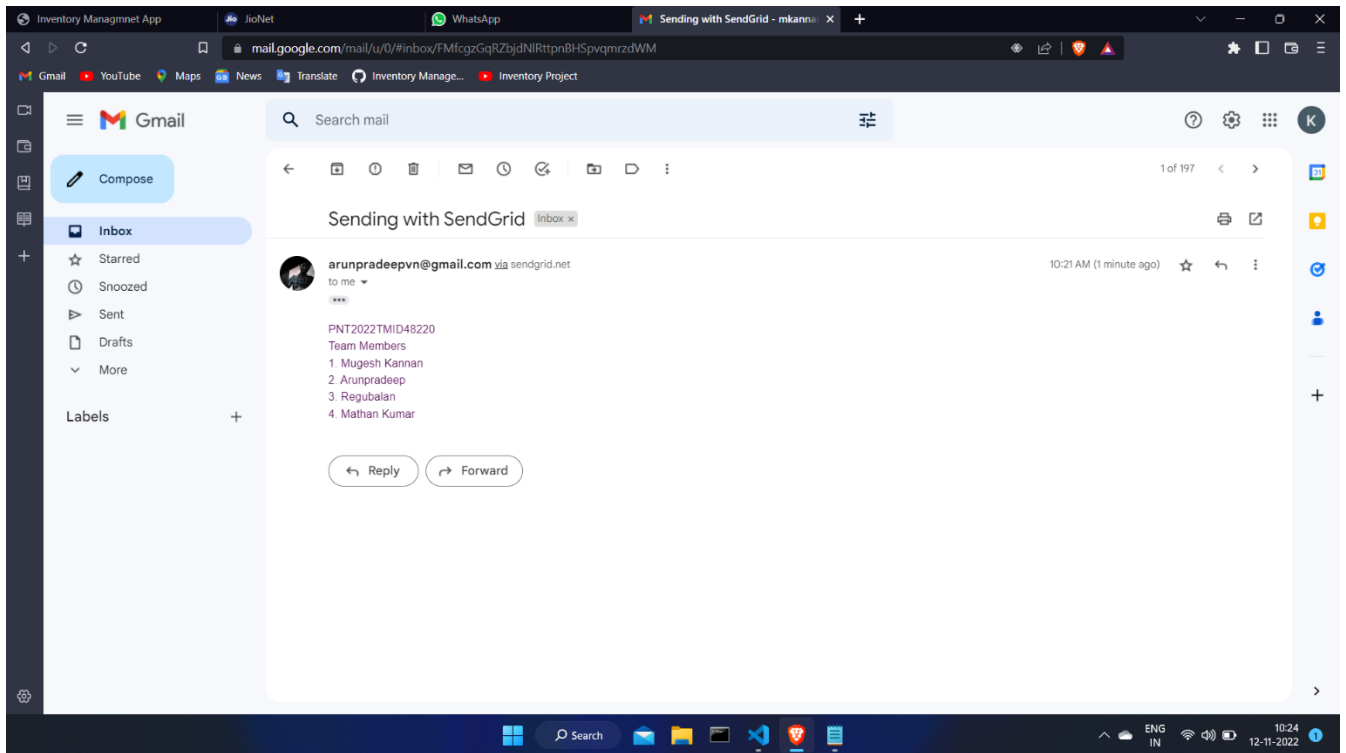 Inventory Managmnet App
Jio JioNet
WhatsApp
Sending with SendGrid - mkanna
mail.google.com/mail/u/0/#inbox/FMfcgzGqRZbjdNlRttpnBHSpvqmrzdWM
Gmail YouTube Maps News Translate Inventory Manage... Inventory Project
Gmail
Search mail
K
Compose
1 of 197
31
Sending with SendGrid Inbox ×
Inbox
Starred
Snoozed
Sent
Drafts
More
Labels
arunpradeepvn@gmail.com via sendgrid.net
10:21 AM (1 minute ago)
to me
PNT2022TMID48220
Team Members
1. Mugesh Kannan
2. Arunpradeep
3. Regubalan
4. Mathan Kumar
Reply Forward
Search
ENG
IN
10:24
12-11-2022
1